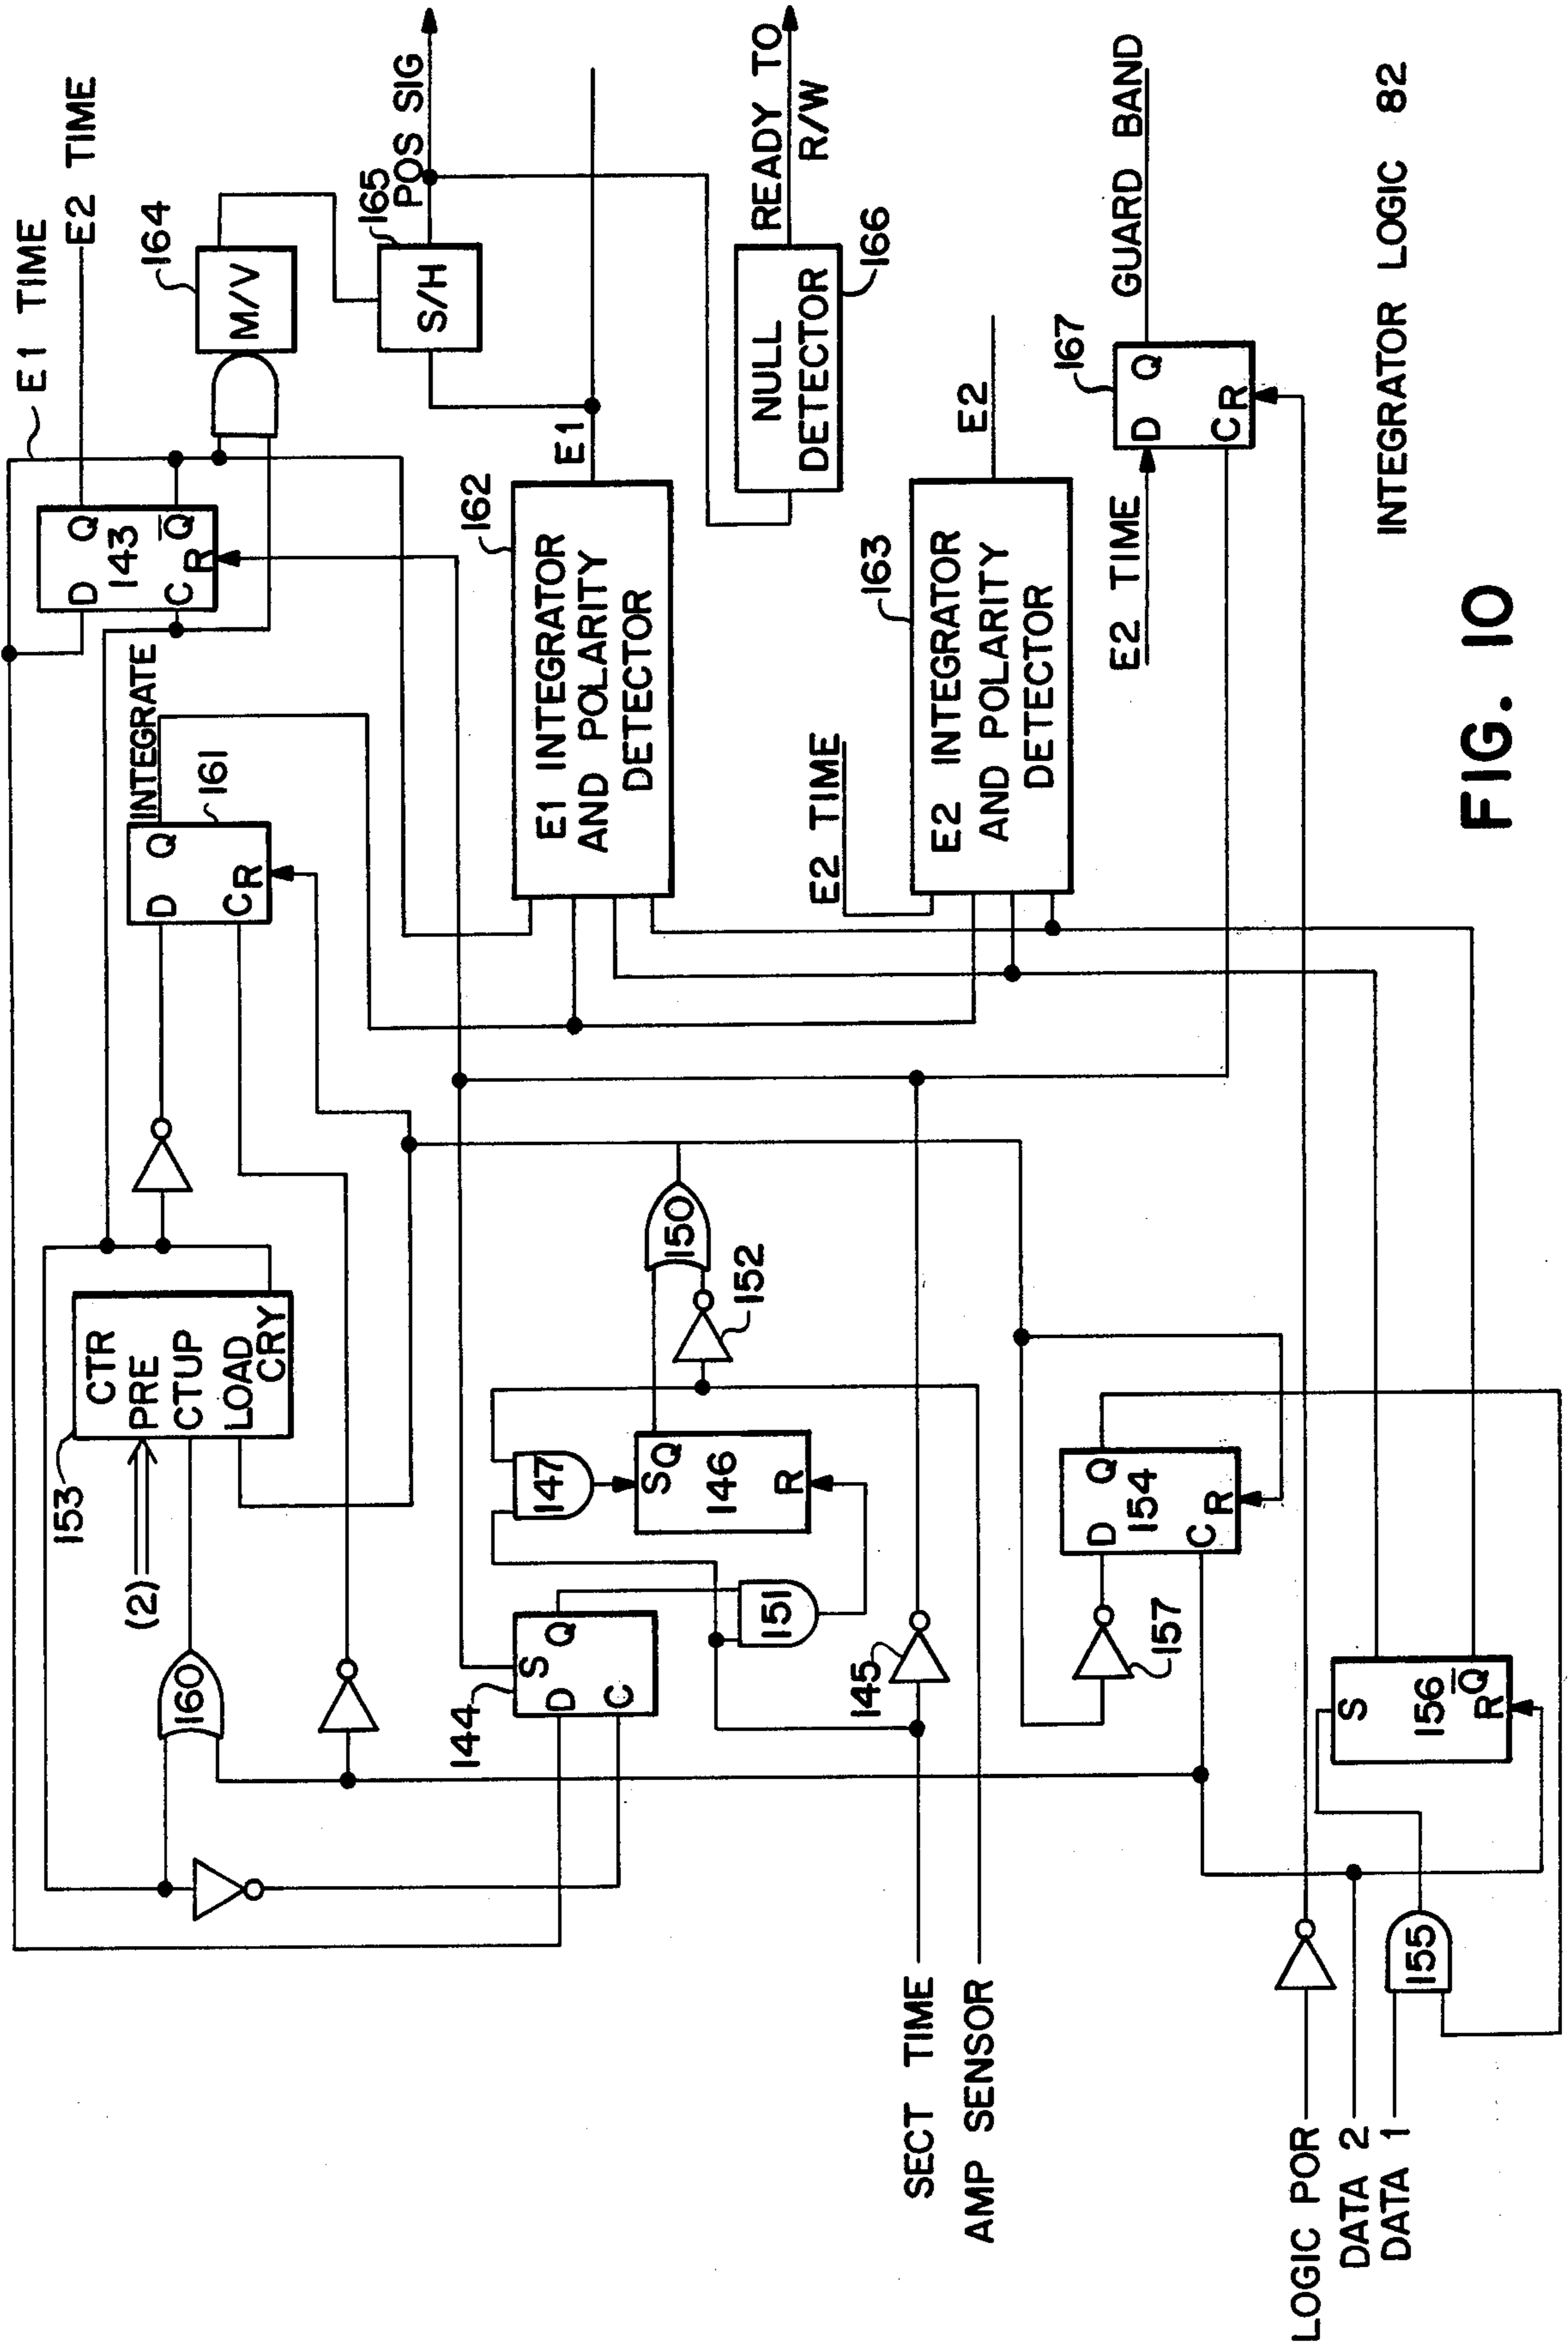 E1 TIME
E2 TIME
D Q
143
C Q
R
164
M/V
165
POS SIG
S/H
INTEGRATE
161
D Q
C R
153
CTR
PRE
CTUP
LOAD
CRY
(2)
160
162
E1 INTEGRATOR
AND POLARITY
DETECTOR
E1
NULL
DETECTOR
166
READY TO
R/W
144
S
D Q
C
147
S Q
146
R
150
152
151
145
E2 TIME
163
E2 INTEGRATOR
AND POLARITY
DETECTOR
E2
SECT TIME
AMP SENSOR
157
D Q
154
C R
E2 TIME
167
D Q
C R
GUARD BAND
LOGIC POR
DATA 2
DATA 1
155
S
156 Q
R
INTEGRATOR LOGIC 82
FIG. 10